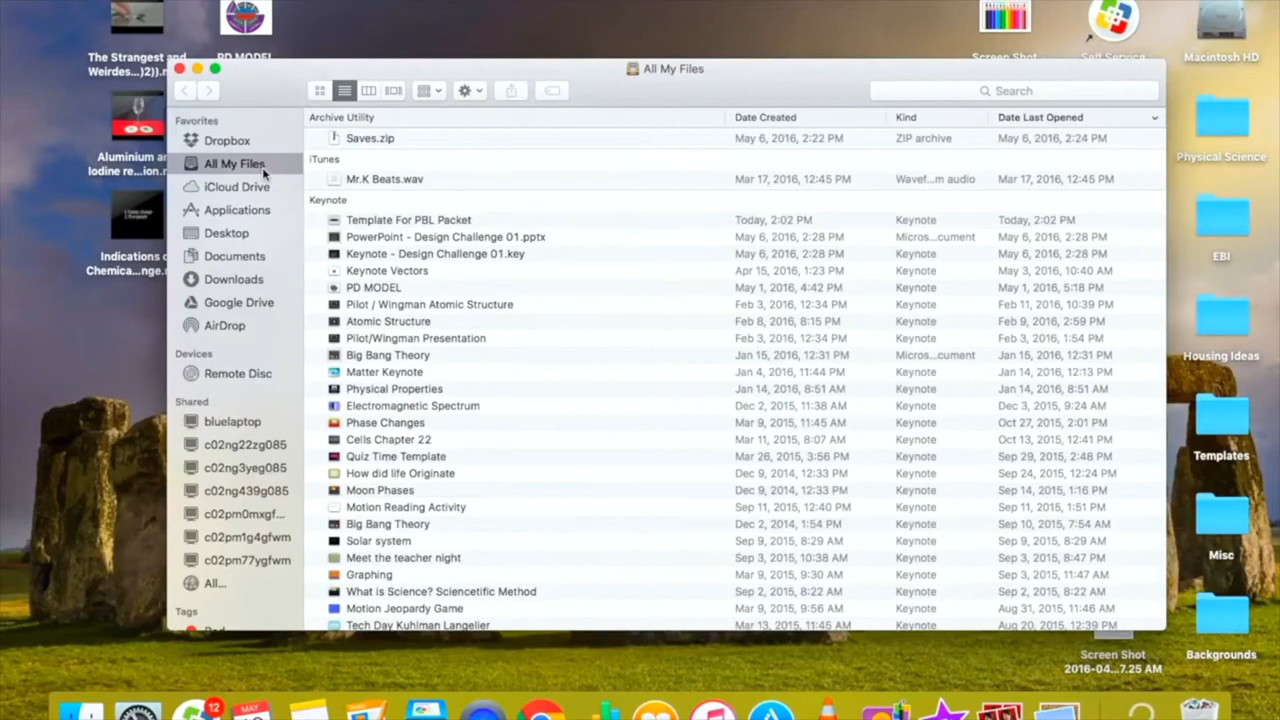 The Strangest and
Weirdes...)2)).m
PD MODEL
Screen Shot
Self Service
Macintosh HD
All My Files
Search
Favorites
Dropbox
All My Files
iCloud Drive
Applications
Desktop
Documents
Downloads
Google Drive
AirDrop
Devices
Remote Disc
Shared
bluelaptop
c02ng22zg085
c02ng3yeg085
c02ng439g085
c02pm0mxgf...
c02pm1g4gfwm
c02pm77ygfwm
All...
Tags
Red
Archive Utility Date Created Kind Date Last Opened
Saves.zip May 6, 2016, 2:22 PM ZIP archive May 6, 2016, 2:24 PM
iTunes
Mr.K Beats.wav Mar 17, 2016, 12:45 PM Wavef...m audio Mar 17, 2016, 12:45 PM
Keynote
Template For PBL Packet Today, 2:02 PM Keynote Today, 2:02 PM
PowerPoint - Design Challenge 01.pptx May 6, 2016, 2:28 PM Micros...cument May 6, 2016, 2:28 PM
Keynote - Design Challenge 01.key May 6, 2016, 2:28 PM Keynote May 6, 2016, 2:28 PM
Keynote Vectors Apr 15, 2016, 1:23 PM Keynote May 3, 2016, 10:40 AM
PD MODEL May 1, 2016, 4:42 PM Keynote May 1, 2016, 5:18 PM
Pilot / Wingman Atomic Structure Feb 3, 2016, 12:34 PM Keynote Feb 11, 2016, 10:39 PM
Atomic Structure Feb 8, 2016, 8:15 PM Keynote Feb 9, 2016, 2:59 PM
Pilot/Wingman Presentation Feb 3, 2016, 12:34 PM Keynote Feb 3, 2016, 1:54 PM
Big Bang Theory Jan 15, 2016, 12:31 PM Micros...cument Jan 15, 2016, 12:31 PM
Matter Keynote Jan 4, 2016, 11:44 PM Keynote Jan 14, 2016, 12:13 PM
Physical Properties Jan 14, 2016, 8:51 AM Keynote Jan 14, 2016, 8:51 AM
Electromagnetic Spectrum Dec 2, 2015, 11:38 AM Keynote Dec 3, 2015, 9:24 AM
Phase Changes Mar 9, 2015, 11:45 AM Keynote Oct 27, 2015, 2:01 PM
Cells Chapter 22 Mar 11, 2015, 8:07 AM Keynote Oct 13, 2015, 12:41 PM
Quiz Time Template Mar 26, 2015, 3:56 PM Keynote Sep 29, 2015, 2:48 PM
How did life Originate Dec 9, 2014, 12:33 PM Keynote Sep 24, 2015, 12:24 PM
Moon Phases Dec 9, 2014, 12:33 PM Keynote Sep 14, 2015, 1:16 PM
Motion Reading Activity Sep 11, 2015, 12:40 PM Keynote Sep 11, 2015, 1:51 PM
Big Bang Theory Dec 2, 2014, 1:54 PM Keynote Sep 10, 2015, 7:54 AM
Solar system Sep 9, 2015, 8:29 AM Keynote Sep 9, 2015, 8:29 AM
Meet the teacher night Sep 3, 2015, 10:38 AM Keynote Sep 3, 2015, 8:47 PM
Graphing Mar 9, 2015, 9:30 AM Keynote Sep 3, 2015, 11:47 AM
What is Science? Sciencetific Method Sep 2, 2015, 8:22 AM Keynote Sep 2, 2015, 8:22 AM
Motion Jeopardy Game Mar 9, 2015, 9:56 AM Keynote Aug 31, 2015, 11:46 AM
Tech Day Kuhlman Langelier Mar 13, 2015, 11:45 AM Keynote Aug 20, 2015, 12:39 PM
Aluminium an
Iodine re...ion.m
Indications o
Chemica...nge.m
Physical Science
EBI
Housing Ideas
Templates
Misc
Backgrounds
Screen Shot
2016-04...7.25 AM
12
MAY